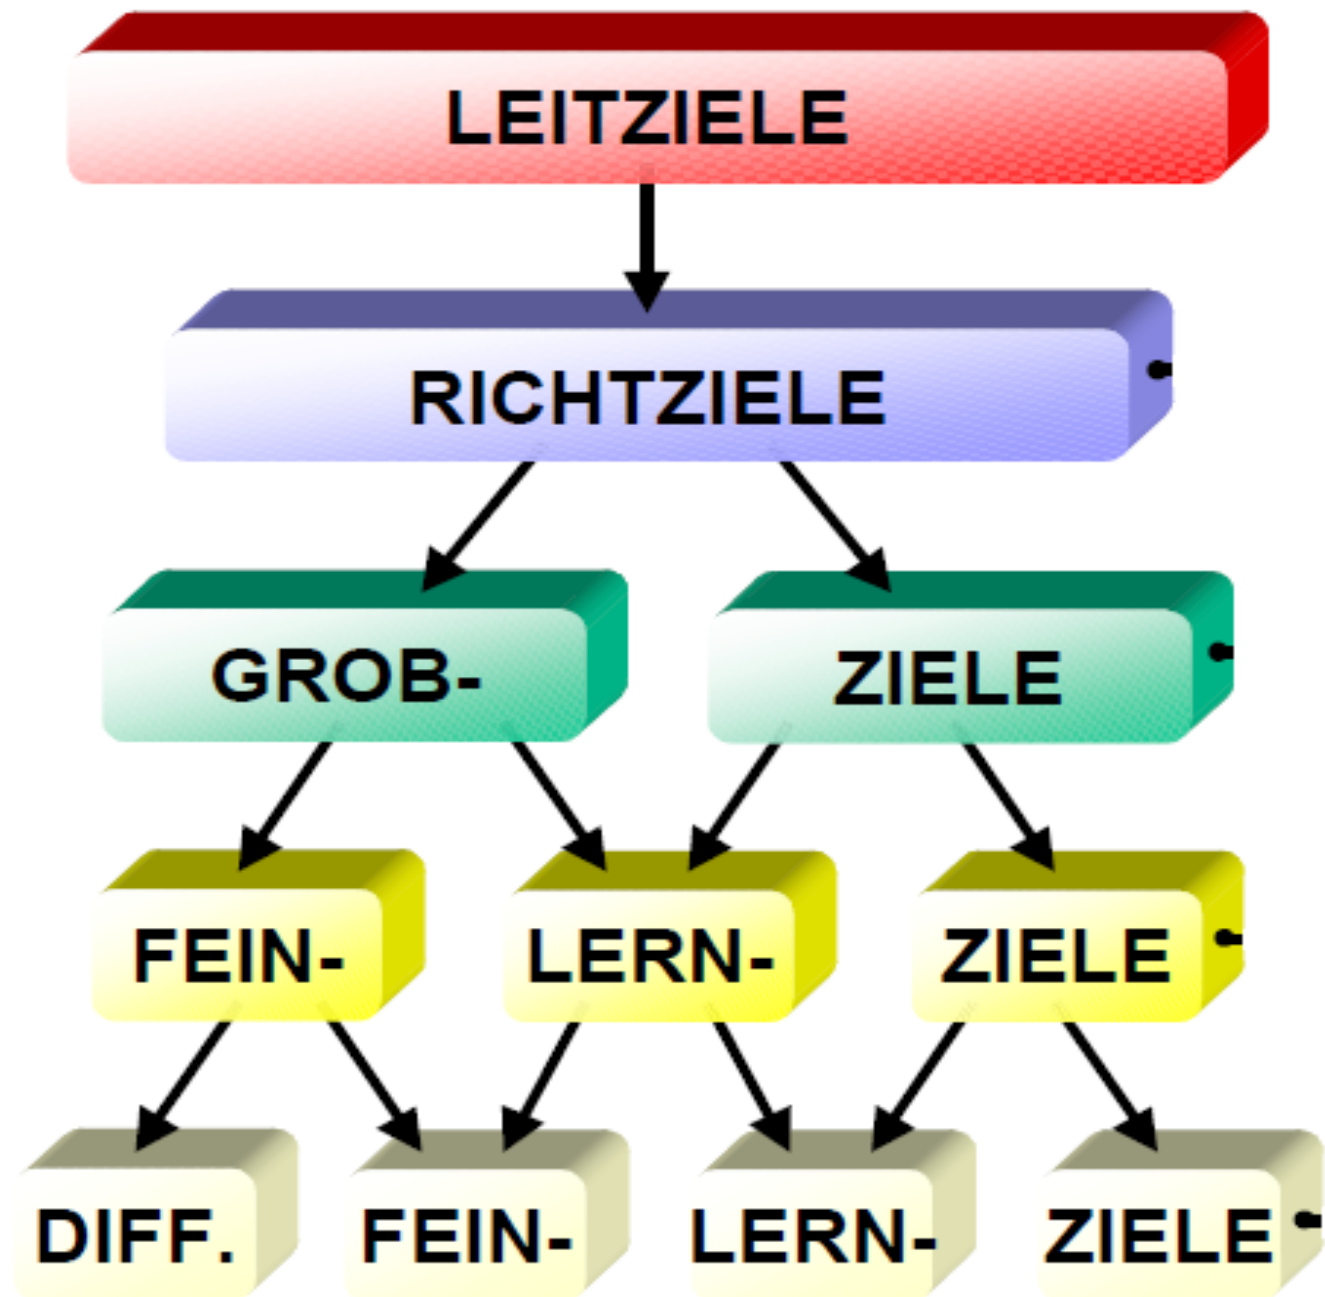 LEITZIELE
RICHTZIELE
GROB- ZIELE
FEIN- LERN- ZIELE
DIFF. FEIN- LERN- ZIELE